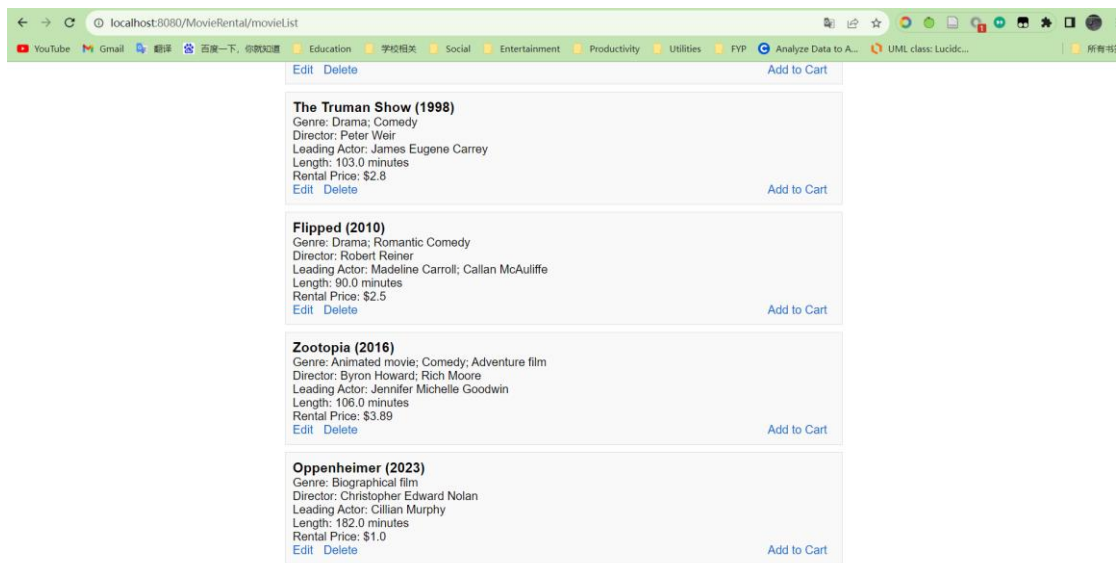 localhost:8080/MovieRental/movieList
YouTube Gmail 翻译 百度一下，你就知道 Education 学校相关 Social Entertainment Productivity Utilities FYP Analyze Data to A... UML class: Lucidc... 所有书签
Edit Delete Add to Cart
The Truman Show (1998)
Genre: Drama; Comedy
Director: Peter Weir
Leading Actor: James Eugene Carrey
Length: 103.0 minutes
Rental Price: $2.8
Edit Delete Add to Cart
Flipped (2010)
Genre: Drama; Romantic Comedy
Director: Robert Reiner
Leading Actor: Madeline Carroll; Callan McAuliffe
Length: 90.0 minutes
Rental Price: $2.5
Edit Delete Add to Cart
Zootopia (2016)
Genre: Animated movie; Comedy; Adventure film
Director: Byron Howard; Rich Moore
Leading Actor: Jennifer Michelle Goodwin
Length: 106.0 minutes
Rental Price: $3.89
Edit Delete Add to Cart
Oppenheimer (2023)
Genre: Biographical film
Director: Christopher Edward Nolan
Leading Actor: Cillian Murphy
Length: 182.0 minutes
Rental Price: $1.0
Edit Delete Add to Cart